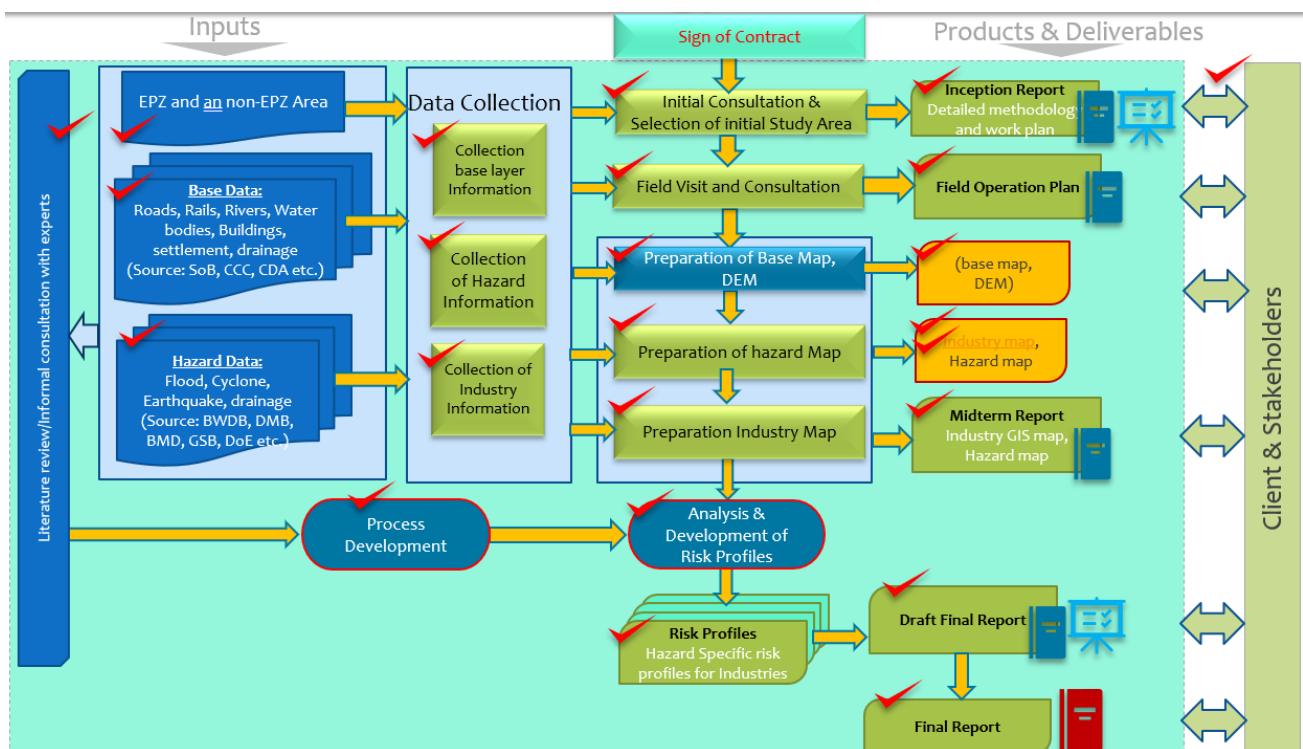 Inputs
Sign of Contract
Products & Deliverables
Literature review/Informal consultation with experts
EPZ and an non-EPZ Area
Base Data:
Roads, Rails, Rivers, Water
bodies, Buildings,
settlement, drainage
(Source: SoB, CCC, CDA etc.)
Hazard Data:
Flood, Cyclone,
Earthquake, drainage
(Source: BWDB, DMB,
BMD, GSB, DoE etc.)
Data Collection
Collection
base layer
Information
Collection
of Hazard
Information
Collection of
Industry
Information
Initial Consultation &
Selection of initial Study Area
Field Visit and Consultation
Preparation of Base Map,
DEM
Preparation of hazard Map
Preparation Industry Map
Process
Development
Analysis &
Development of
Risk Profiles
Risk Profiles
Hazard Specific risk
profiles for Industries
Inception Report
Detailed methodology
and work plan
Field Operation Plan
(base map,
DEM)
Industry map,
Hazard map
Midterm Report
Industry GIS map,
Hazard map
Draft Final Report
Final Report
Client & Stakeholders